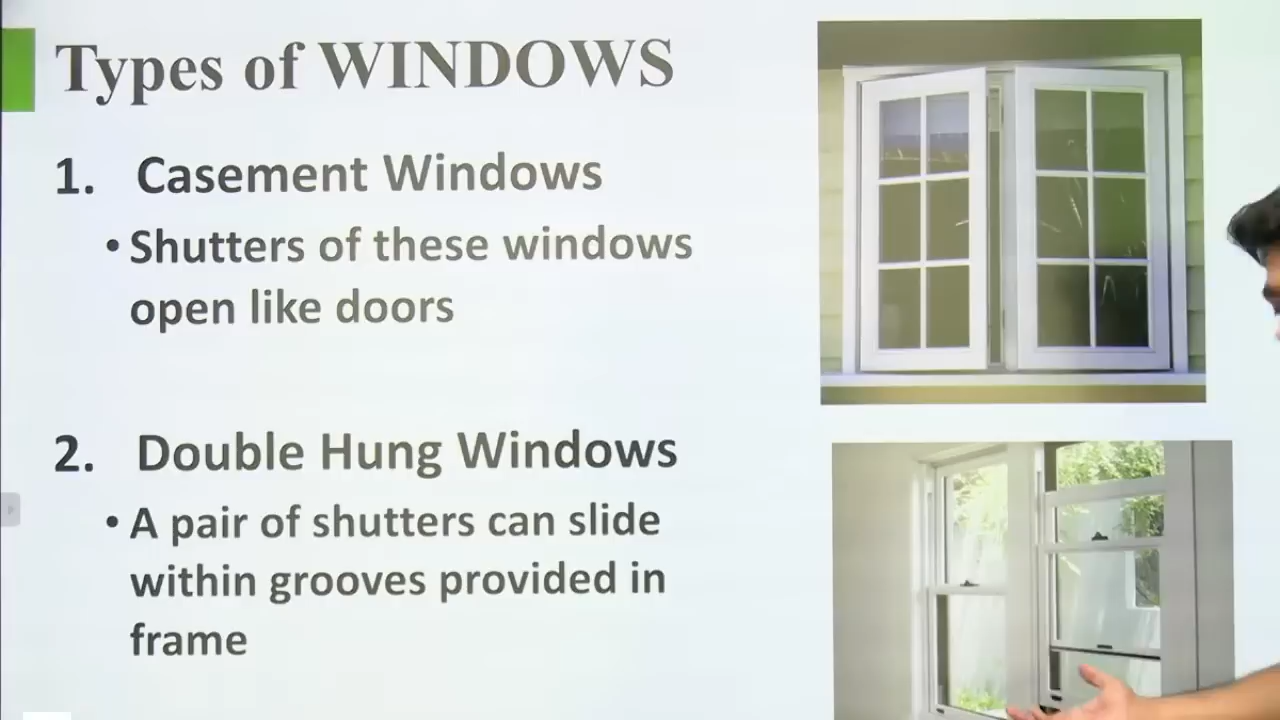 Types of WINDOWS
1. Casement Windows
• Shutters of these windows
open like doors
2. Double Hung Windows
• A pair of shutters can slide
within grooves provided in
frame